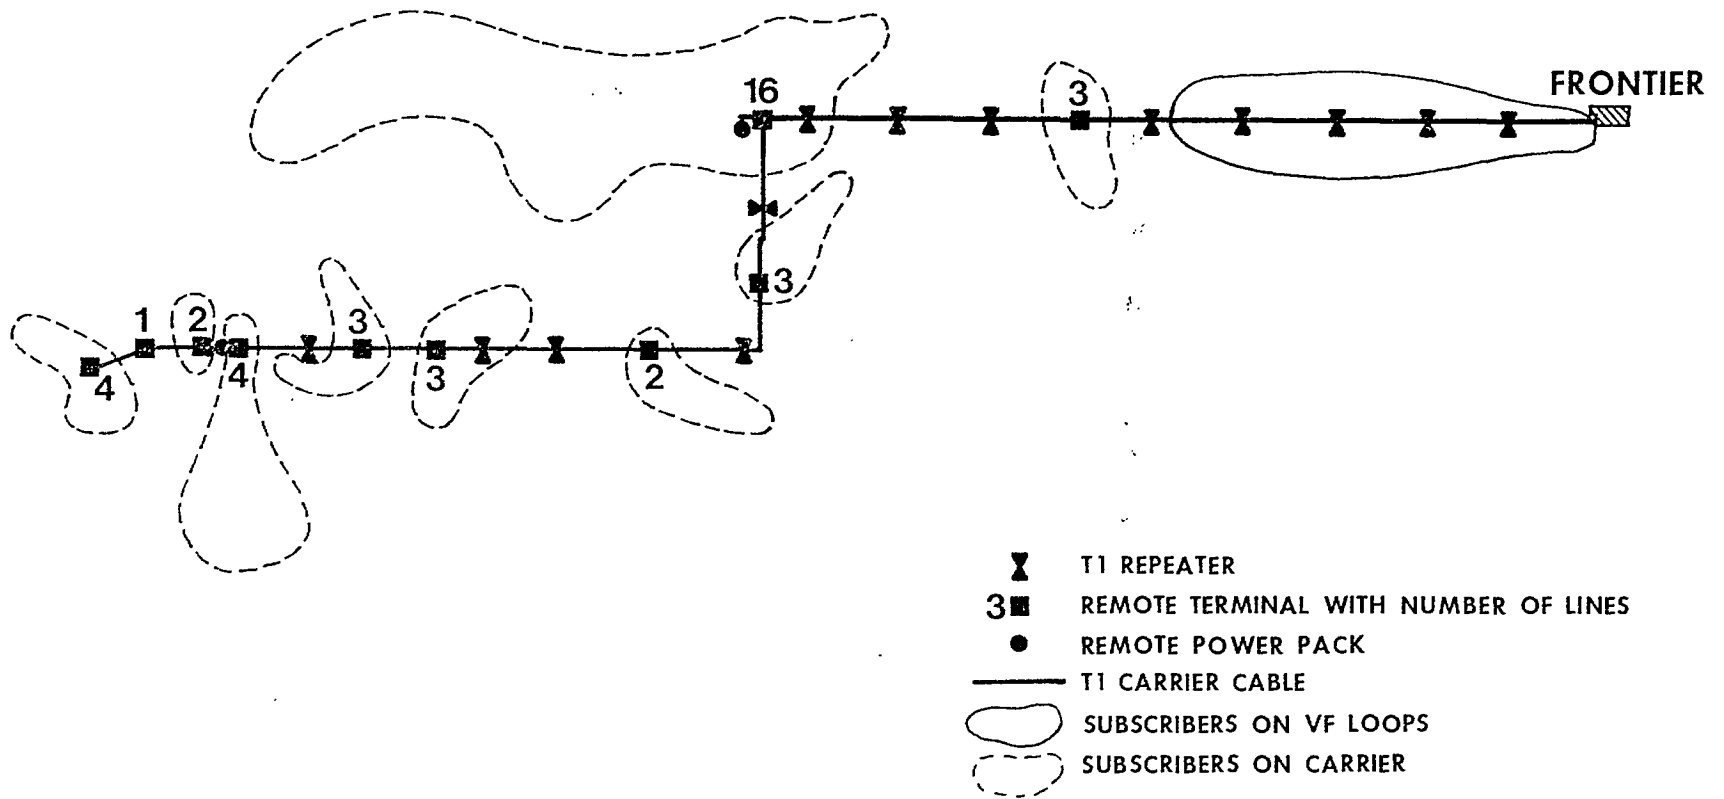 FRONTIER
16
3
3
1
2
3
4
4
3
2
T1 REPEATER
3 REMOTE TERMINAL WITH NUMBER OF LINES
REMOTE POWER PACK
T1 CARRIER CABLE
SUBSCRIBERS ON VF LOOPS
SUBSCRIBERS ON CARRIER